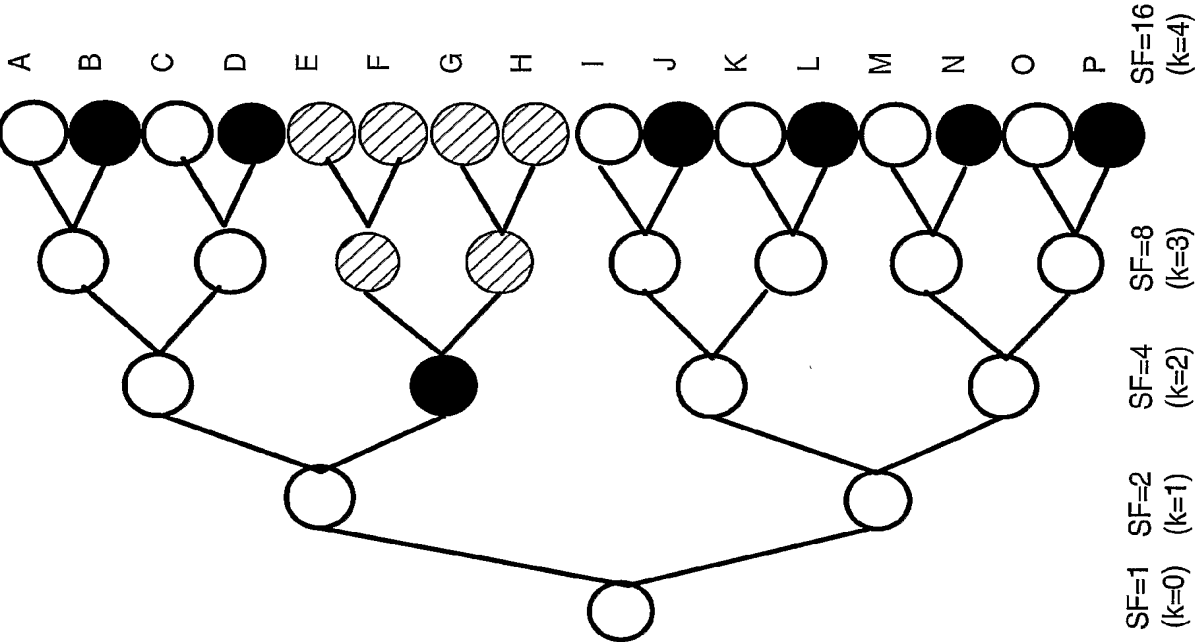 A
B
C
D
E
F
G
H
I
J
K
L
M
N
O
P
SF=16
(k=4)
SF=8
(k=3)
SF=4
(k=2)
SF=2
(k=1)
SF=1
(k=0)